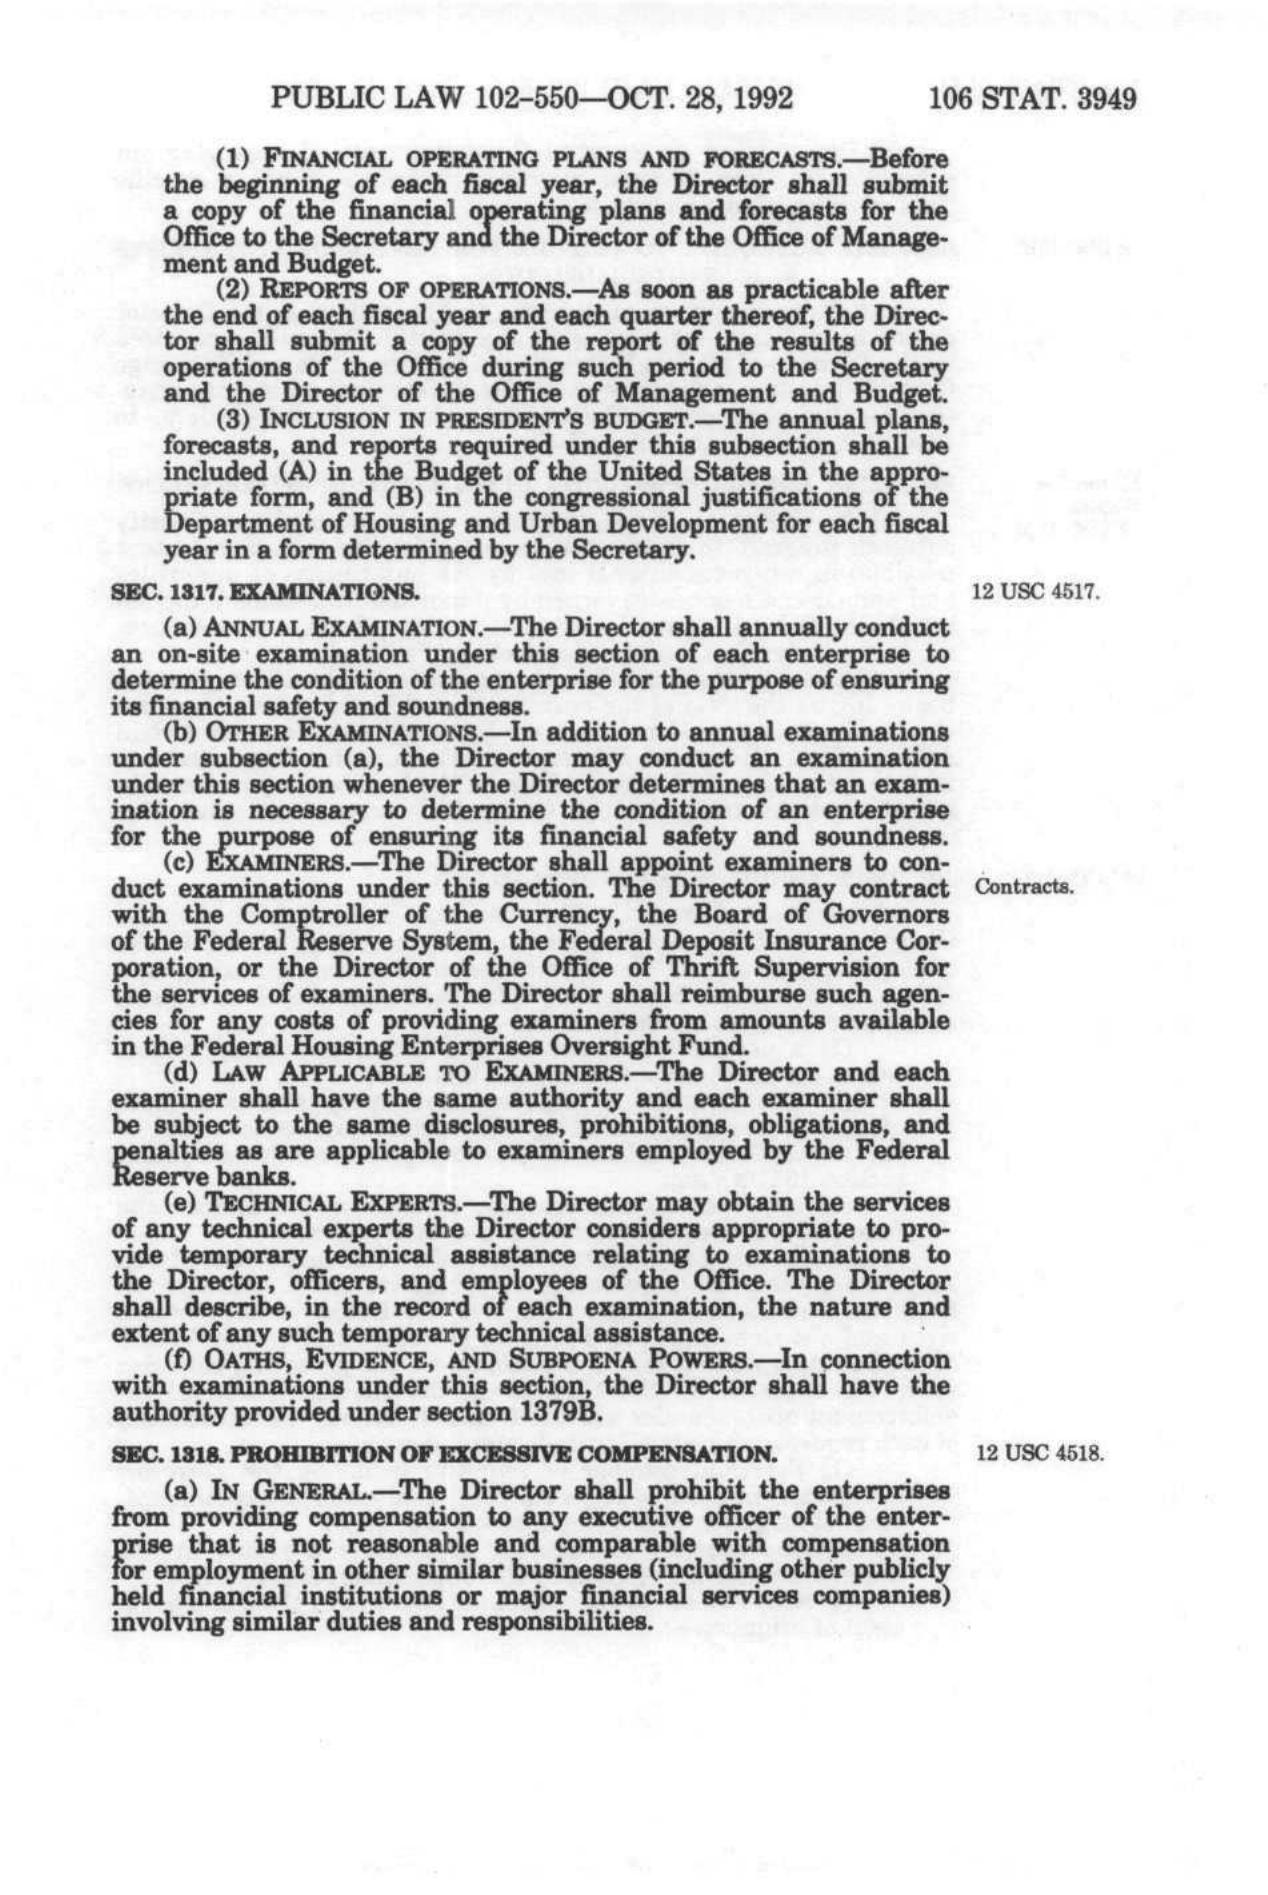 PUBLIC LAW 102–550—OCT. 28, 1992 106 STAT. 3949
(1) FINANCIAL OPERATING PLANS AND FORECASTS.—Before
the beginning of each fiscal year, the Director shall submit
a copy of the financial operating plans and forecasts for the
Office to the Secretary and the Director of the Office of Manage-
ment and Budget.
(2) REPORTS OF OPERATIONS.—As soon as practicable after
the end of each fiscal year and each quarter thereof, the Direc-
tor shall submit a copy of the report of the results of the
operations of the Office during such period to the Secretary
and the Director of the Office of Management and Budget.
(3) INCLUSION IN PRESIDENT'S BUDGET.—The annual plans,
forecasts, and reports required under this subsection shall be
included (A) in the Budget of the United States in the appro-
priate form, and (B) in the congressional justifications of the
Department of Housing and Urban Development for each fiscal
year in a form determined by the Secretary.
SEC. 1317. EXAMINATIONS. 12 USC 4517.
(a) ANNUAL EXAMINATION.—The Director shall annually conduct
an on-site examination under this section of each enterprise to
determine the condition of the enterprise for the purpose of ensuring
its financial safety and soundness.
(b) OTHER EXAMINATIONS.—In addition to annual examinations
under subsection (a), the Director may conduct an examination
under this section whenever the Director determines that an exam-
ination is necessary to determine the condition of an enterprise
for the purpose of ensuring its financial safety and soundness.
(c) EXAMINERS.—The Director shall appoint examiners to con-
duct examinations under this section. The Director may contract Contracts.
with the Comptroller of the Currency, the Board of Governors
of the Federal Reserve System, the Federal Deposit Insurance Cor-
poration, or the Director of the Office of Thrift Supervision for
the services of examiners. The Director shall reimburse such agen-
cies for any costs of providing examiners from amounts available
in the Federal Housing Enterprises Oversight Fund.
(d) LAW APPLICABLE TO EXAMINERS.—The Director and each
examiner shall have the same authority and each examiner shall
be subject to the same disclosures, prohibitions, obligations, and
penalties as are applicable to examiners employed by the Federal
Reserve banks.
(e) TECHNICAL EXPERTS.—The Director may obtain the services
of any technical experts the Director considers appropriate to pro-
vide temporary technical assistance relating to examinations to
the Director, officers, and employees of the Office. The Director
shall describe, in the record of each examination, the nature and
extent of any such temporary technical assistance.
(f) OATHS, EVIDENCE, AND SUBPOENA POWERS.—In connection
with examinations under this section, the Director shall have the
authority provided under section 1379B.
SEC. 1318. PROHIBITION OF EXCESSIVE COMPENSATION. 12 USC 4518.
(a) IN GENERAL.—The Director shall prohibit the enterprises
from providing compensation to any executive officer of the enter-
prise that is not reasonable and comparable with compensation
for employment in other similar businesses (including other publicly
held financial institutions or major financial services companies)
involving similar duties and responsibilities.